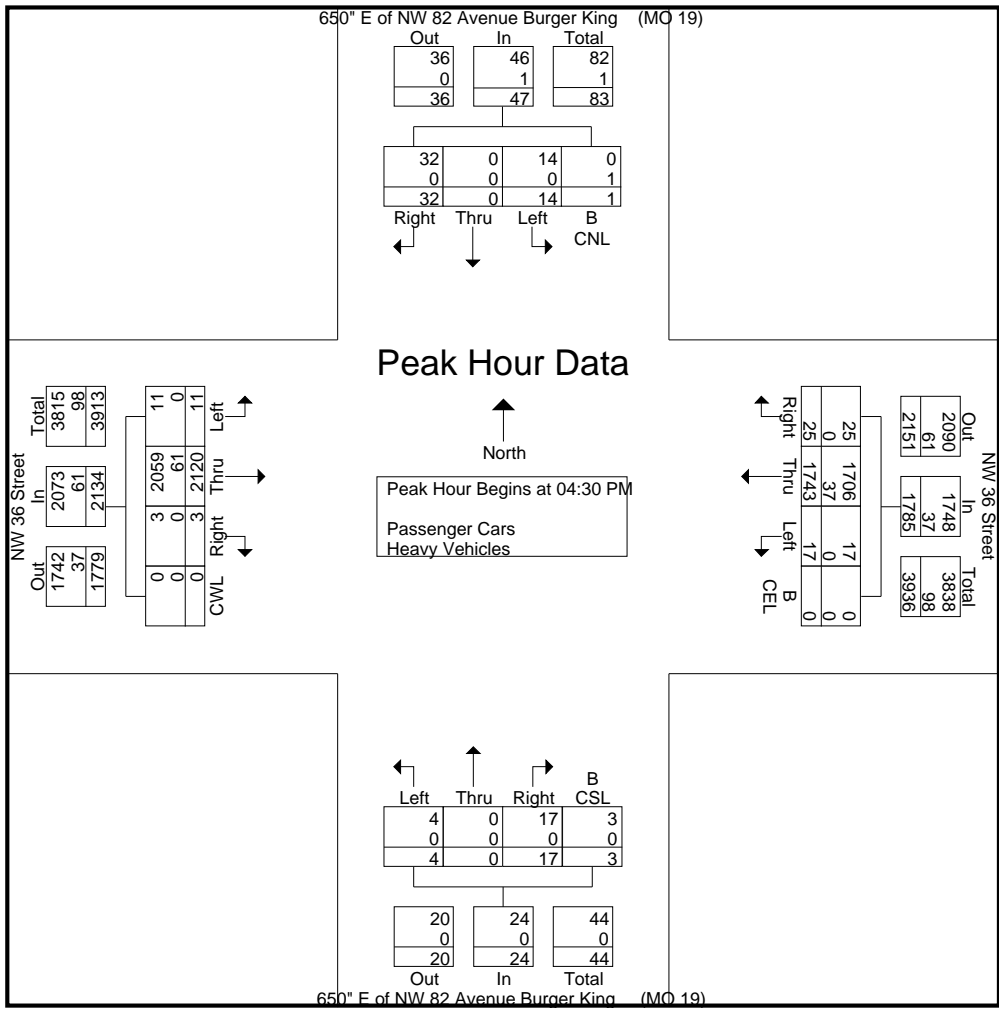 650" E of NW 82 Avenue Burger King (MO 19)
Out In Total
36 46 82
0 1 1
36 47 83
32 0 14 0
0 0 0 1
32 0 14 1
Right Thru Left B
CNL
Peak Hour Data
North
Peak Hour Begins at 04:30 PM
Passenger Cars
Heavy Vehicles
NW 36 Street
Total In Out
3815 2073 1742
98 61 37
3913 2134 1779
11 2059 3 0
0 61 0 0
11 2120 3 0
Left Thru Right CWL
NW 36 Street
Out In Total
2090 1748 3838
61 37 98
2151 1785 3936
25 1706 17 0
0 37 0 0
25 1743 17 0
Right Thru Left B
CEL
B
Left Thru Right CSL
4 0 17 3
0 0 0 0
4 0 17 3
20 24 44
0 0 0
20 24 44
Out In Total
650" E of NW 82 Avenue Burger King (MO 19)